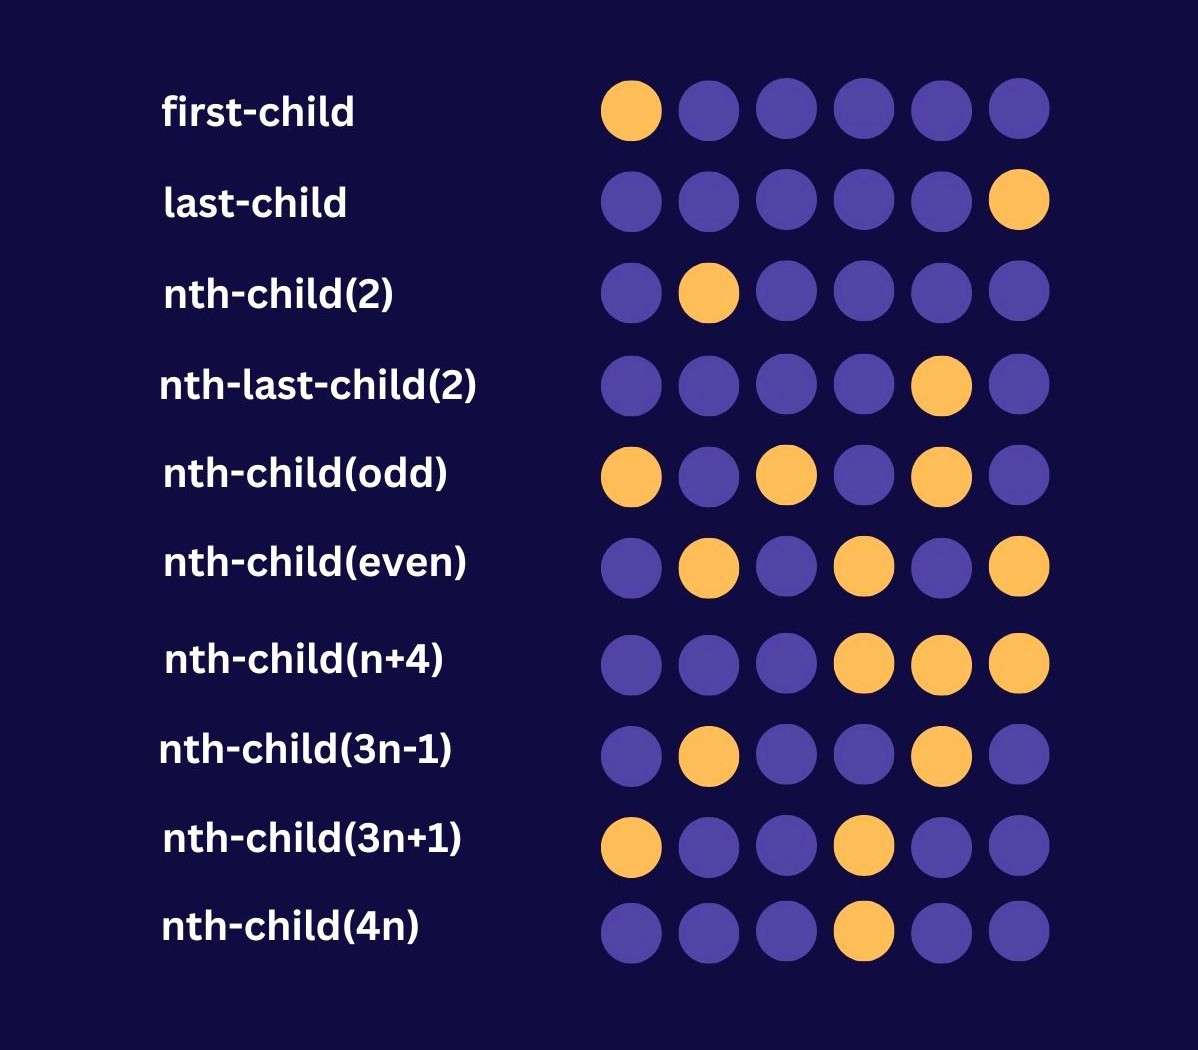 first-child
last-child
nth-child(2)
nth-last-child(2)
nth-child(odd)
nth-child(even)
nth-child(n+4)
nth-child(3n-1)
nth-child(3n+1)
nth-child(4n)